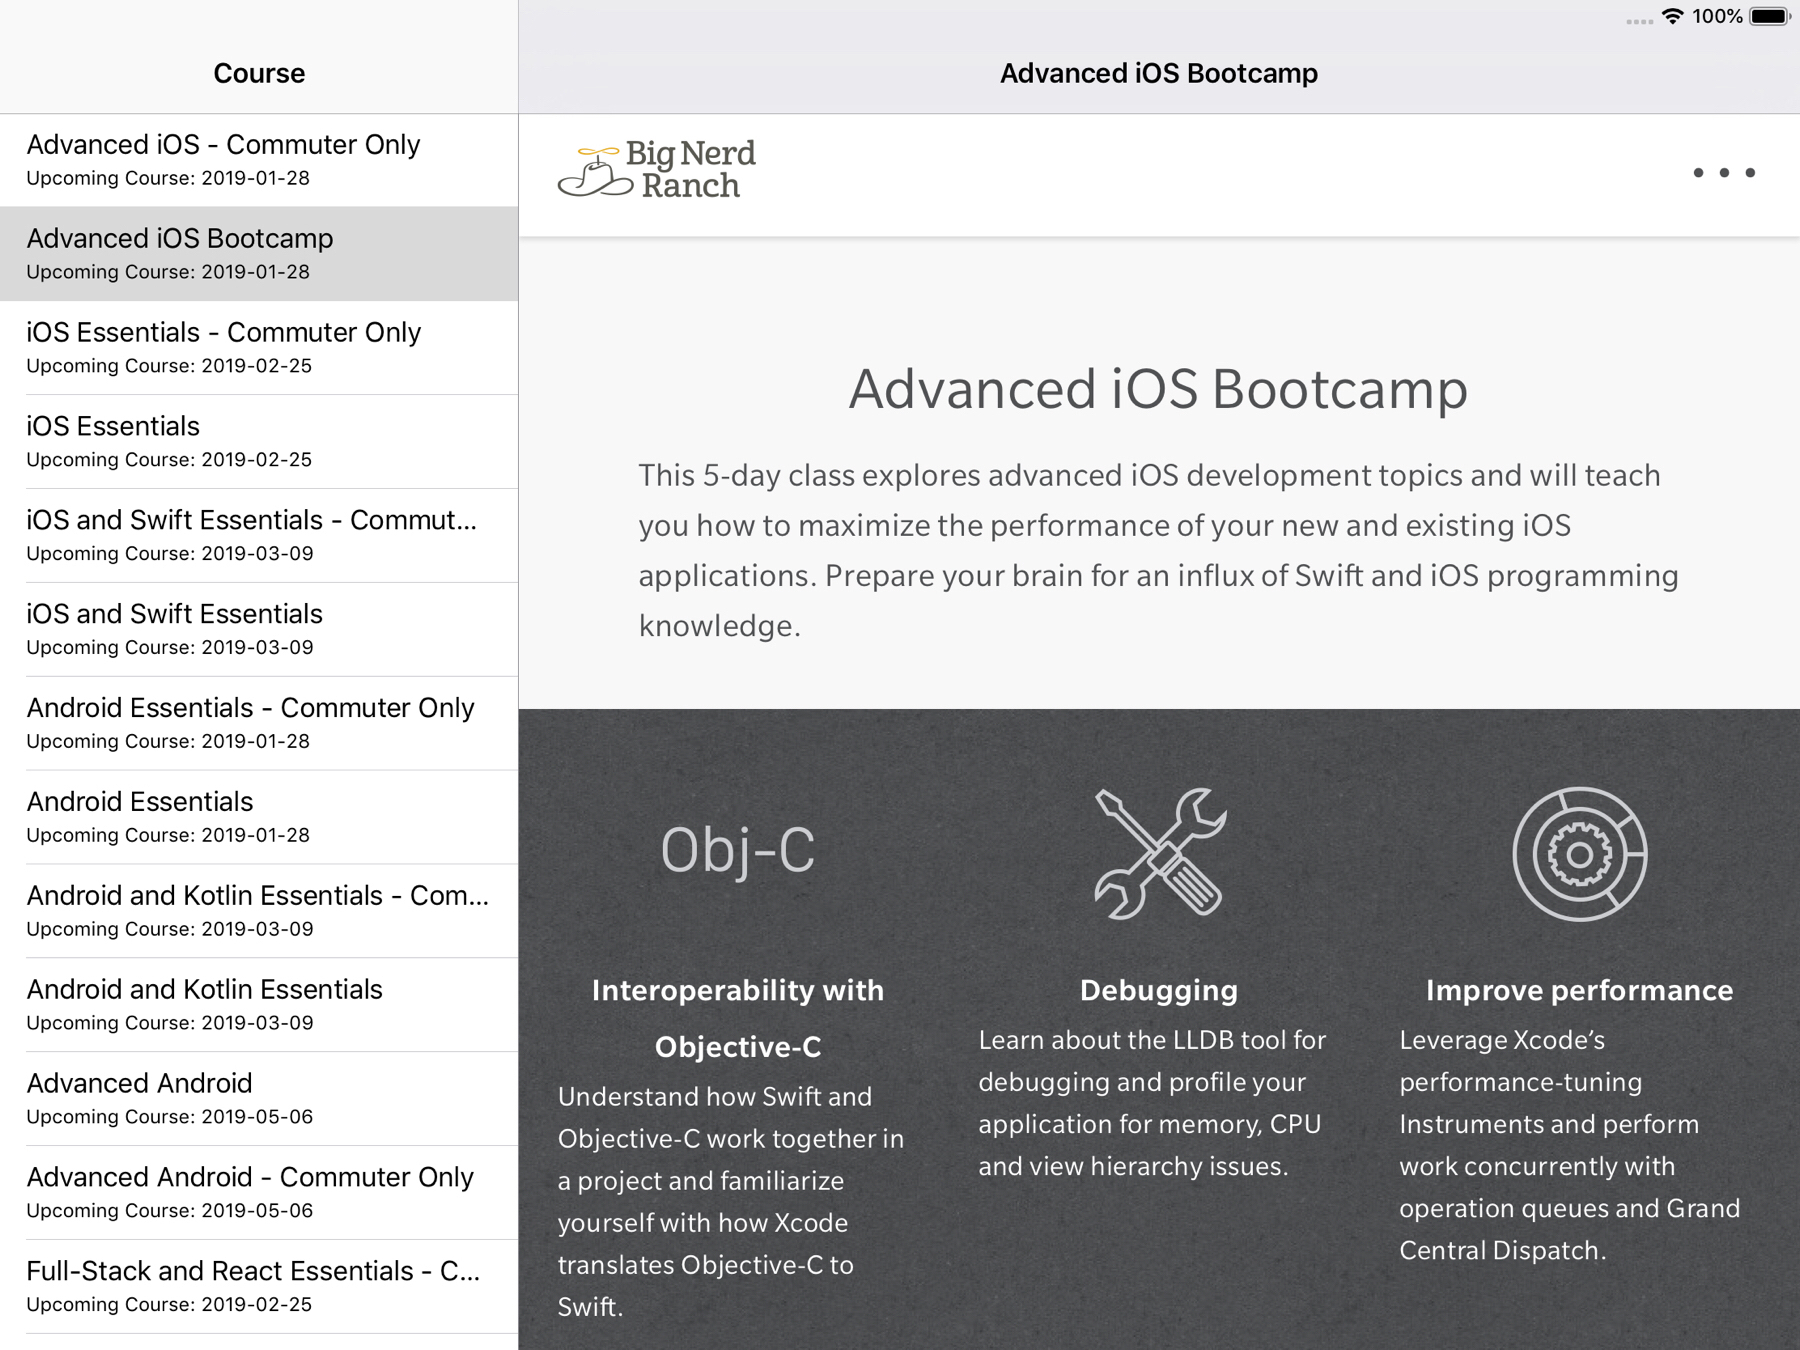 100%
Course
Advanced iOS - Commuter Only
Upcoming Course: 2019-01-28
Advanced iOS Bootcamp
Upcoming Course: 2019-01-28
iOS Essentials - Commuter Only
Upcoming Course: 2019-02-25
iOS Essentials
Upcoming Course: 2019-02-25
iOS and Swift Essentials - Commut...
Upcoming Course: 2019-03-09
iOS and Swift Essentials
Upcoming Course: 2019-03-09
Android Essentials - Commuter Only
Upcoming Course: 2019-01-28
Android Essentials
Upcoming Course: 2019-01-28
Android and Kotlin Essentials - Com...
Upcoming Course: 2019-03-09
Android and Kotlin Essentials
Upcoming Course: 2019-03-09
Advanced Android
Upcoming Course: 2019-05-06
Advanced Android - Commuter Only
Upcoming Course: 2019-05-06
Full-Stack and React Essentials - C...
Upcoming Course: 2019-02-25
Advanced iOS Bootcamp
Big Nerd
Ranch
Advanced iOS Bootcamp
This 5-day class explores advanced iOS development topics and will teach
you how to maximize the performance of your new and existing iOS
applications. Prepare your brain for an influx of Swift and iOS programming
knowledge.
Obj-C
Interoperability with
Objective-C
Understand how Swift and
Objective-C work together in
a project and familiarize
yourself with how Xcode
translates Objective-C to
Swift.
Debugging
Learn about the LLDB tool for
debugging and profile your
application for memory, CPU
and view hierarchy issues.
Improve performance
Leverage Xcode’s
performance-tuning
Instruments and perform
work concurrently with
operation queues and Grand
Central Dispatch.